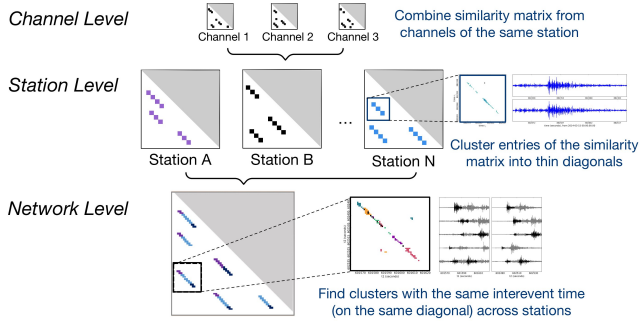 Channel Level
Channel 1 Channel 2 Channel 3
Combine similarity matrix from
channels of the same station
Station Level
...
Station A Station B Station N
Cluster entries of the similarity
matrix into thin diagonals
Network Level
Find clusters with the same interevent time
(on the same diagonal) across stations